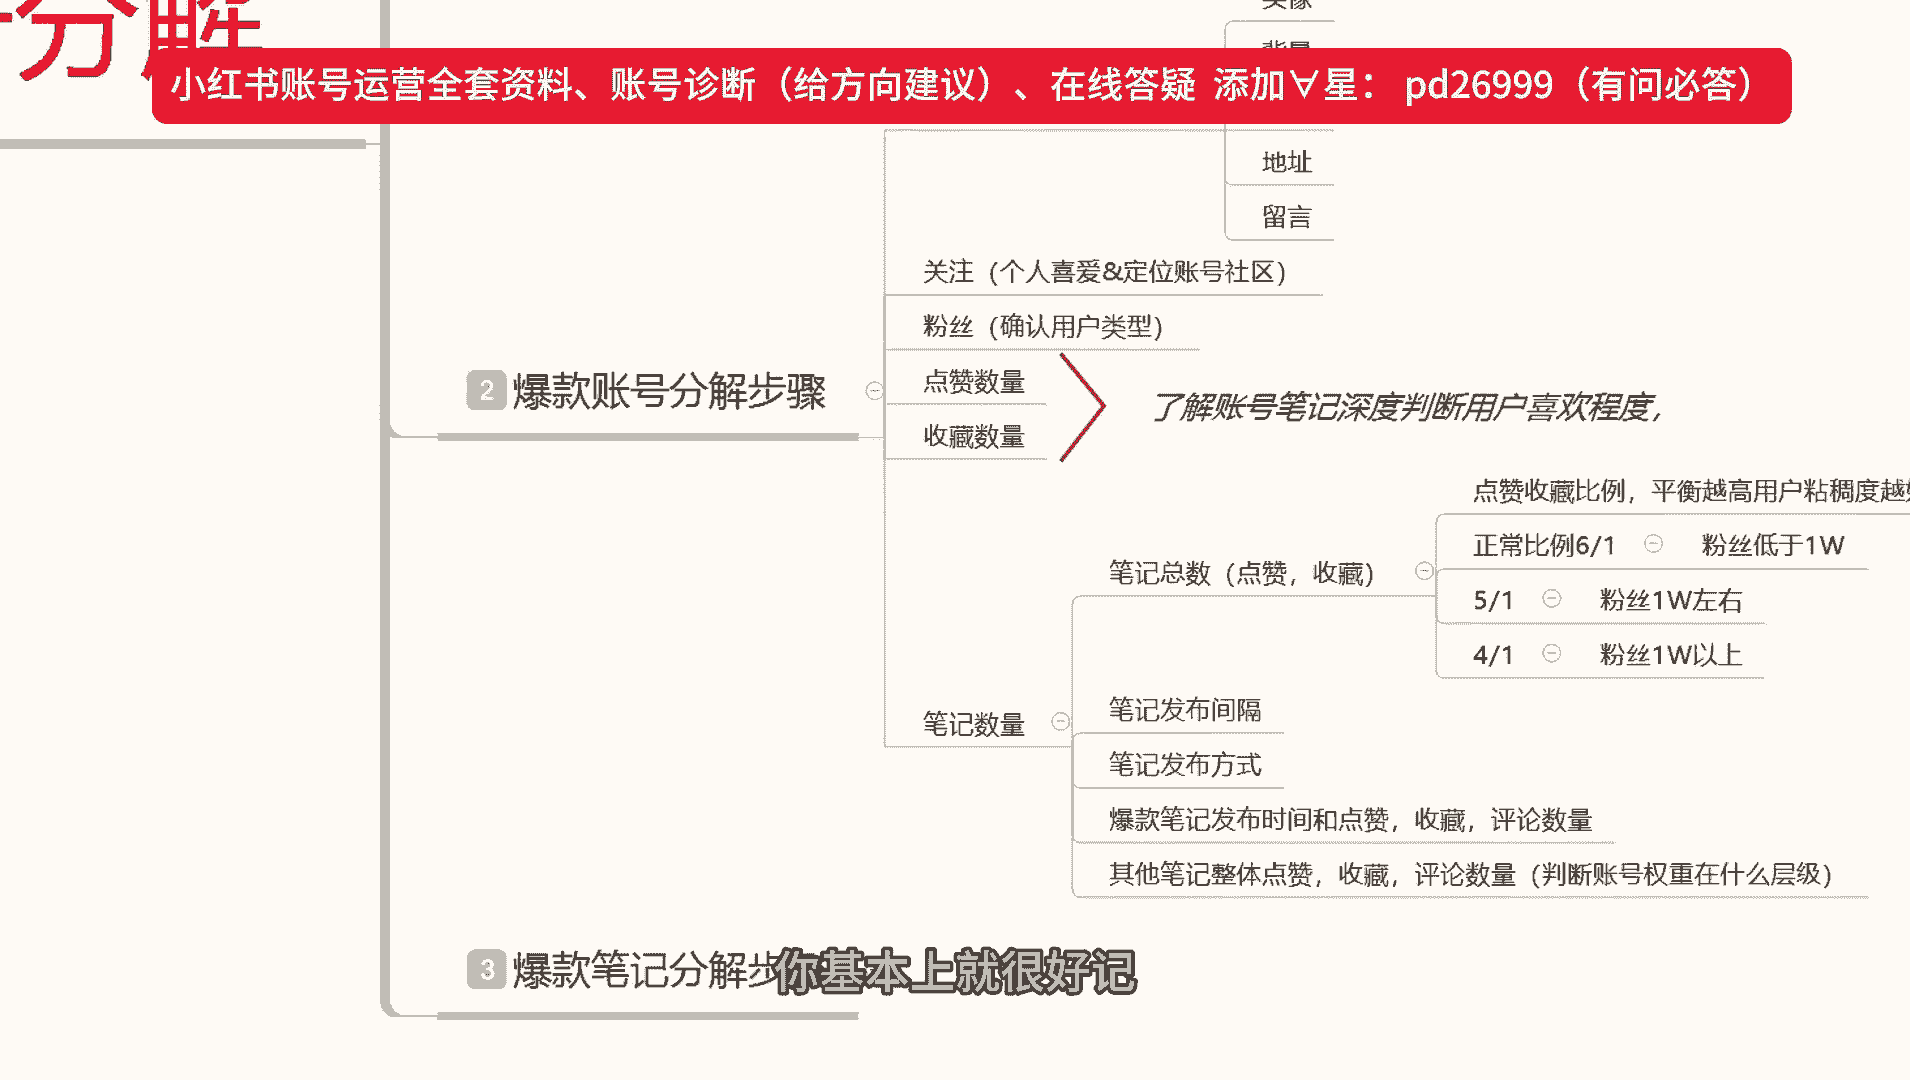 分解
小红书账号运营全套资料、账号诊断（给方向建议）、在线答疑 添加∀星： pd26999（有问必答）
地址
留言
关注（个人喜爱&定位账号社区）
粉丝（确认用户类型）
2 爆款账号分解步骤
点赞数量
收藏数量
了解账号笔记深度判断用户喜欢程度，
点赞收藏比例，平衡越高用户粘稠度越
正常比例6/1 粉丝低于1W
笔记总数（点赞，收藏）
5/1 粉丝1W左右
4/1 粉丝1W以上
笔记数量
笔记发布间隔
笔记发布方式
爆款笔记发布时间和点赞，收藏，评论数量
其他笔记整体点赞，收藏，评论数量（判断账号权重在什么层级）
3 爆款笔记分解步
你基本上就很好记